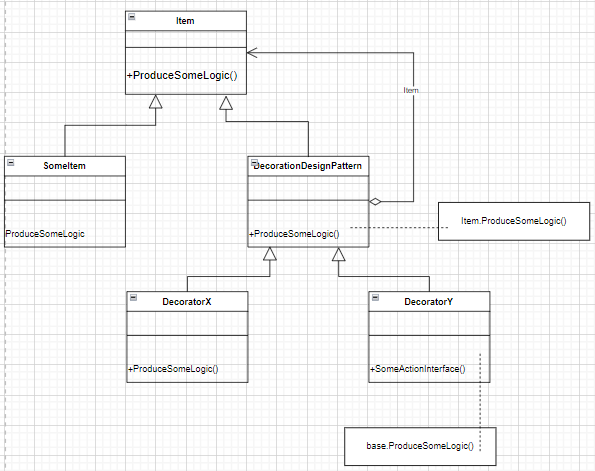 Item
+ProduceSomeLogic()
Item
SomeItem
ProduceSomeLogic
DecorationDesignPattern
+ProduceSomeLogic()
Item.ProduceSomeLogic()
DecoratorX
+ProduceSomeLogic()
DecoratorY
+SomeActionInterface()
base.ProduceSomeLogic()